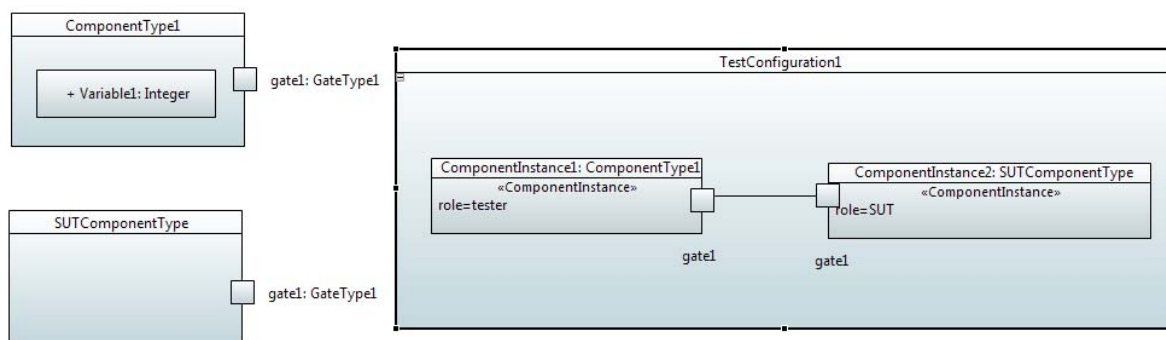 ComponentType1
+ Variable1: Integer
gate1: GateType1
SUTComponentType
gate1: GateType1
TestConfiguration1
ComponentInstance1: ComponentType1
«ComponentInstance»
role=tester
gate1
ComponentInstance2: SUTComponentType
«ComponentInstance»
role=SUT
gate1